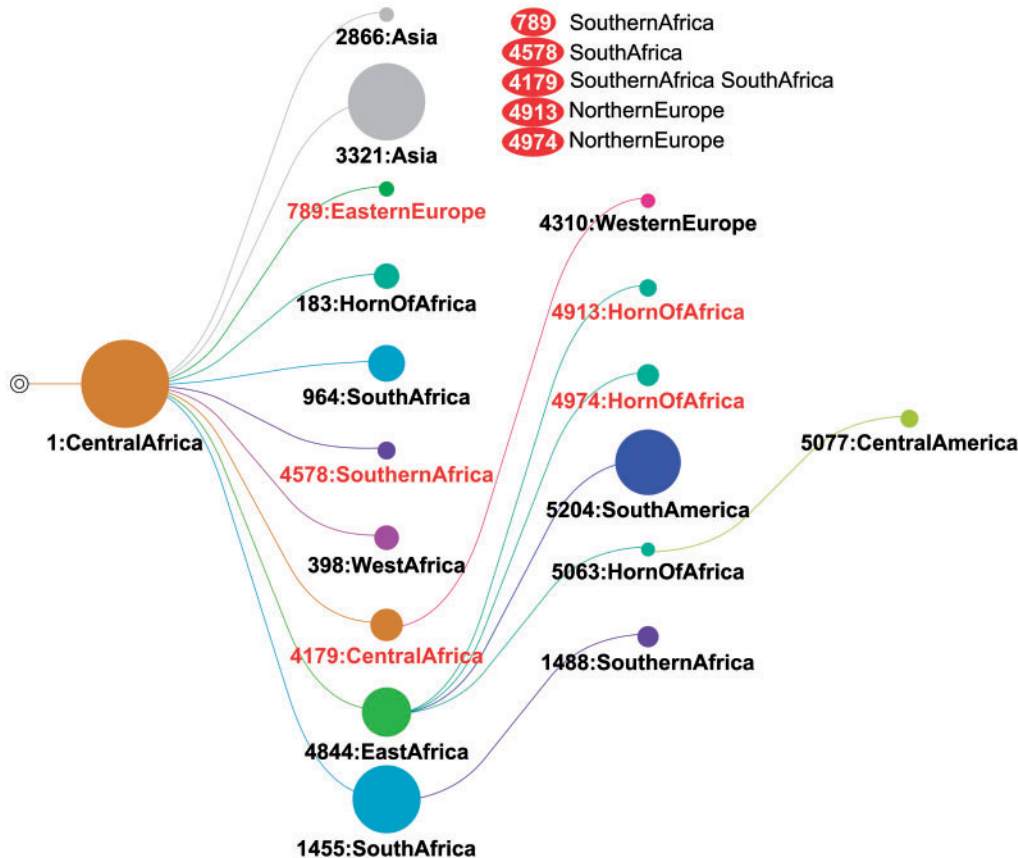 2866:Asia
3321:Asia
789:EasternEurope
183:HornOfAfrica
964:SouthAfrica
1:CentralAfrica
4578:SouthernAfrica
398:WestAfrica
4179:CentralAfrica
4844:EastAfrica
1455:SouthAfrica
789 SouthernAfrica
4578 SouthAfrica
4179 SouthernAfrica SouthAfrica
4913 NorthernEurope
4974 NorthernEurope
4310:WesternEurope
4913:HornOfAfrica
4974:HornOfAfrica
5204:SouthAmerica
5063:HornOfAfrica
1488:SouthernAfrica
5077:CentralAmerica